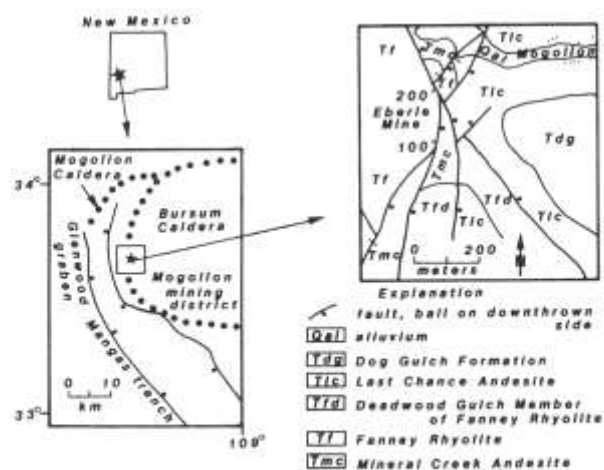 New Mexico
34°
Mogollon
Caldera
Bursum
Caldera
Glenwood
graben
Mogollon
mining
district
Mangas trench
0 10
km
33°
109°
Tf
Tmc
Tf
Qal
Tlc
Mogollon
200
Eberle
Mine
100
Tlc
Tdg
Tmc
Tf
Tfd
Tlc
Tfd
Tlc
Tmc
0 200
meters
Explanation
fault, ball on downthrown
side
Qal alluvium
Tdg Dog Gulch Formation
Tlc Last Chance Andesite
Tfd Deadwood Gulch Member
of Fanney Rhyolite
Tf Fanney Rhyolite
Tmc Mineral Creek Andesite